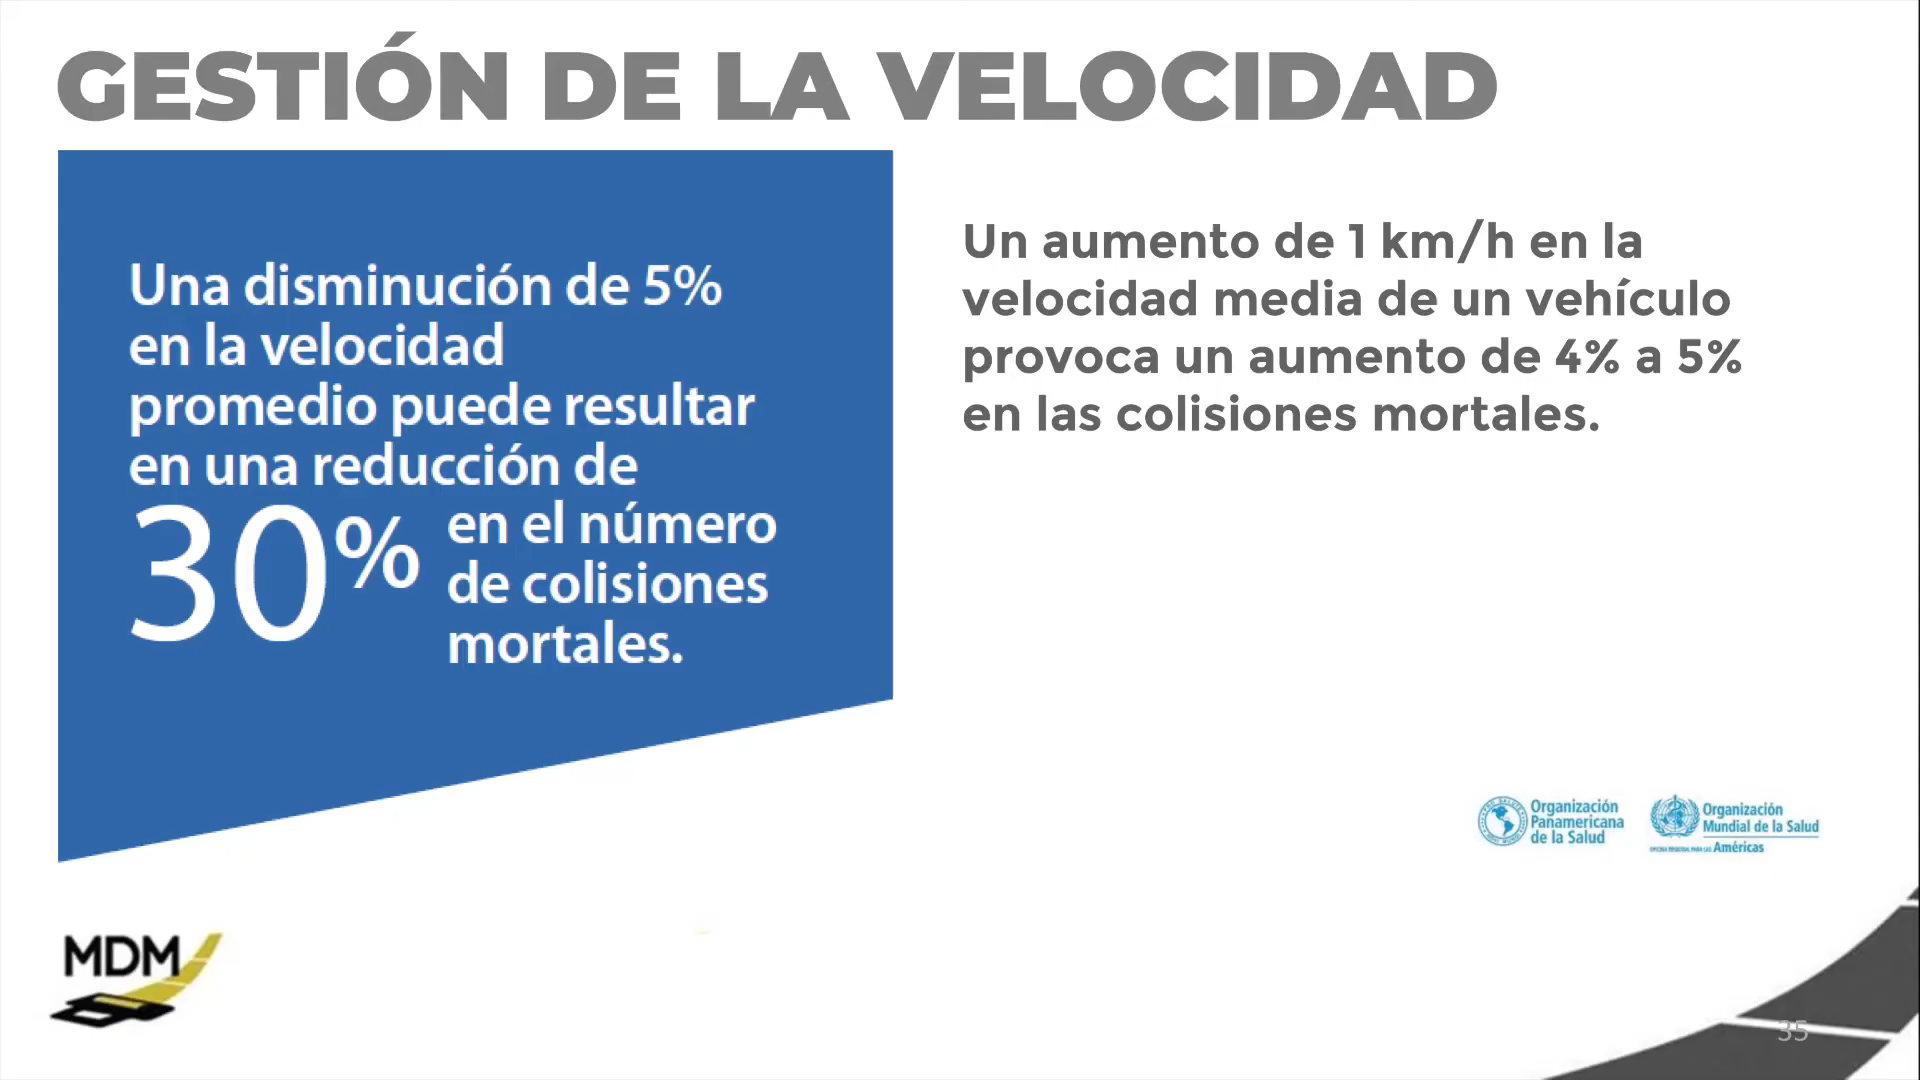 GESTIÓN DE LA VELOCIDAD
Una disminución de 5%
en la velocidad
promedio puede resultar
en una reducción de
30% en el número
de colisiones
mortales.
Un aumento de 1 km/h en la
velocidad media de un vehículo
provoca un aumento de 4% a 5%
en las colisiones mortales.
Organización
Panamericana
de la Salud
Organización
Mundial de la Salud
Américas
MDM
35